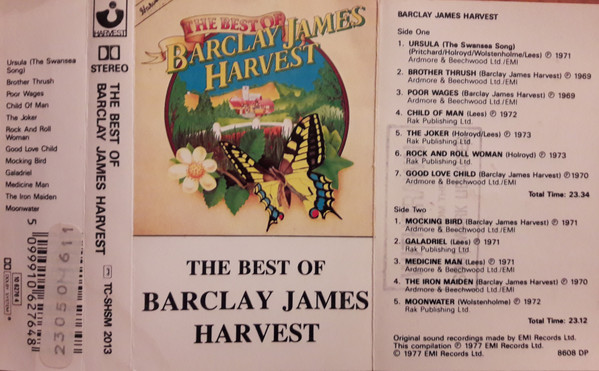 HARVEST
DOLBY SYSTEM
STEREO
Ursula (The Swansea
Song)
Brother Thrush
Poor Wages
Child Of Man
The Joker
Rock And Roll
Woman
Good Love Child
Mocking Bird
Galadriel
Medicine Man
The Iron Maiden
Moonwater
5 099910 627648
THE BEST OF
BARCLAY JAMES HARVEST
TC-SHSM 2013
THE BEST OF
BARCLAY JAMES
HARVEST
THE BEST OF
BARCLAY JAMES
HARVEST
BARCLAY JAMES HARVEST
Side One
1. URSULA (The Swansea Song)
(Pritchard/Holroyd/Wolstenholme/Lees) ℗ 1971
Ardmore & Beechwood Ltd./EMI
2. BROTHER THRUSH (Barclay James Harvest) ℗ 1969
Ardmore & Beechwood Ltd./EMI
3. POOR WAGES (Barclay James Harvest) ℗ 1969
Ardmore & Beechwood Ltd./EMI
4. CHILD OF MAN (Lees) ℗ 1972
Rak Publishing Ltd.
5. THE JOKER (Holroyd/Lees) ℗ 1973
Rak Publishing Ltd.
6. ROCK AND ROLL WOMAN (Holroyd) ℗ 1973
Rak Publishing Ltd.
7. GOOD LOVE CHILD (Barclay James Harvest) ℗ 1970
Ardmore & Beechwood Ltd./EMI
Total Time: 23.34
Side Two
1. MOCKING BIRD (Barclay James Harvest) ℗ 1971
Ardmore & Beechwood Ltd./EMI
2. GALADRIEL (Lees) ℗ 1971
Ardmore & Beechwood Ltd./EMI
3. MEDICINE MAN (Lees) ℗ 1971
Ardmore & Beechwood Ltd./EMI
4. THE IRON MAIDEN (Barclay James Harvest) ℗ 1970
Ardmore & Beechwood Ltd./EMI
5. MOONWATER (Wolstenholme) ℗ 1972
Rak Publishing Ltd.
Total Time: 23.12
Original sound recordings made by EMI Records Ltd.
This compilation ℗ 1977 EMI Records Ltd.
© 1977 EMI Records Ltd.
8608 DP